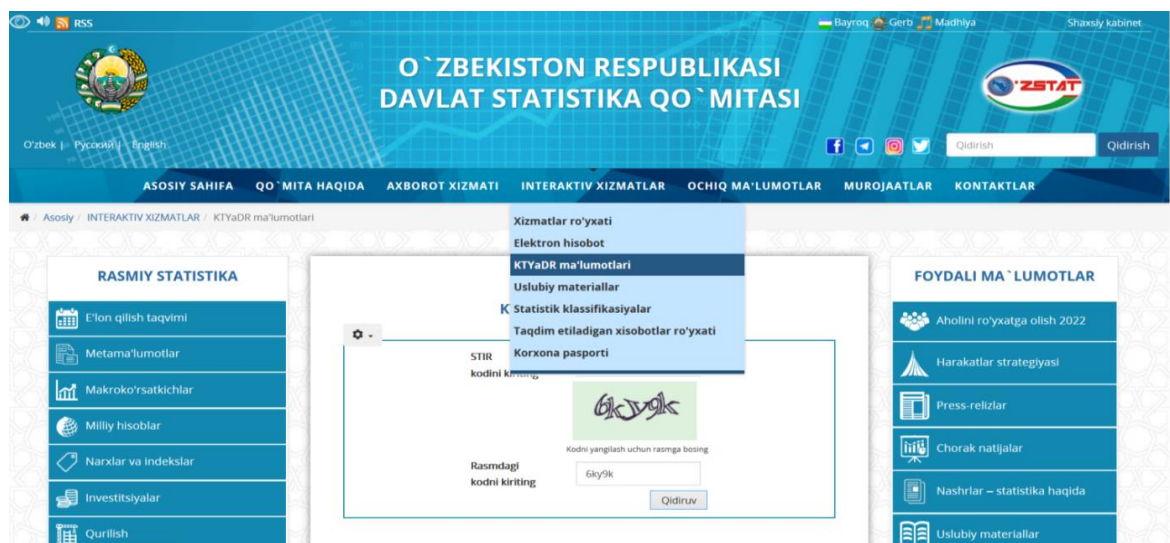 RSS
Bayroq Gerb Madhiya Shaxsiy kabinet
O`ZBEKISTON RESPUBLIKASI
DAVLAT STATISTIKA QO`MITASI
O'ZSTAT
O'zbek | Русский | English
Qidirish Qidirish
ASOSIY SAHIFA QO`MITA HAQIDA AXBOROT XIZMATI INTERAKTIV XIZMATLAR OCHIQ MA'LUMOTLAR MUROJAATLAR KONTAKTLAR
/ Asosiy / INTERAKTIV XIZMATLAR / KTYaDR ma'lumotlari
Xizmatlar ro'yxati
Elektron hisobot
KTYaDR ma'lumotlari
Uslubiy materiallar
Statistik klassifikasiyalar
Taqdim etiladigan xisobotlar ro'yxati
Korxona pasporti
RASMIY STATISTIKA
E'lon qilish taqvimi
Metama'lumotlar
Makroko'rsatkichlar
Milliy hisoblar
Narxlar va indekslar
Investitsiyalar
Qurilish
K
STIR
kodini kiriting
6ky9k
Kodni yangilash uchun rasmga bosing
Rasmdagi
kodni kiriting
6ky9k
Qidiruv
FOYDALI MA`LUMOTLAR
Aholini ro'yxatga olish 2022
Harakatlar strategiyasi
Press-relizlar
Chorak natijalar
Nashrlar – statistika haqida
Uslubiy materiallar